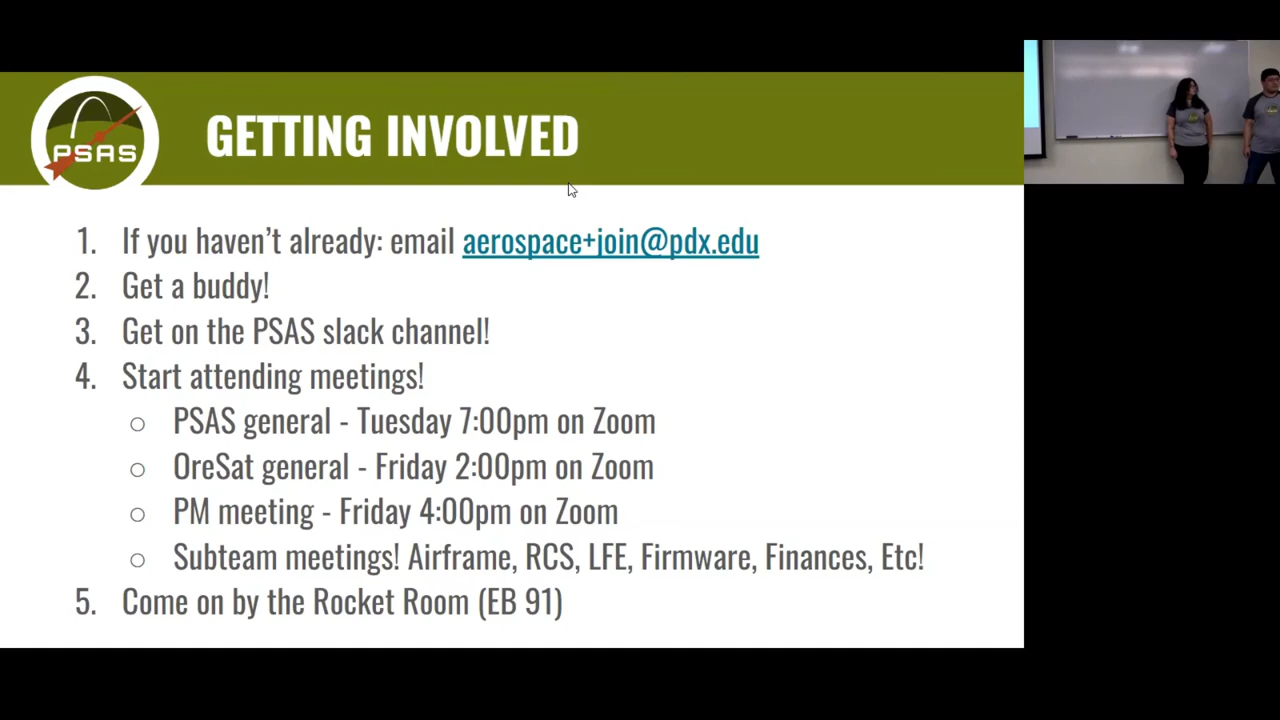 PSAS
GETTING INVOLVED
1. If you haven't already: email aerospace+join@pdx.edu
2. Get a buddy!
3. Get on the PSAS slack channel!
4. Start attending meetings!
○ PSAS general - Tuesday 7:00pm on Zoom
○ OreSat general - Friday 2:00pm on Zoom
○ PM meeting - Friday 4:00pm on Zoom
○ Subteam meetings! Airframe, RCS, LFE, Firmware, Finances, Etc!
5. Come on by the Rocket Room (EB 91)